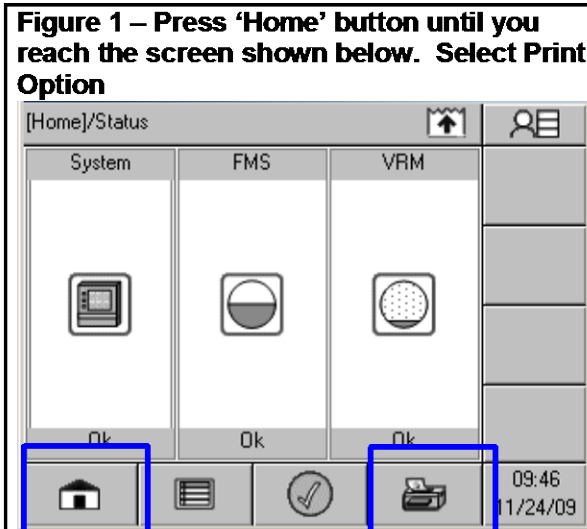 Figure 1 – Press ‘Home’ button until you
reach the screen shown below.  Select Print
Option
[Home]/Status
System FMS VRM
Ok Ok Ok
09:46
11/24/09